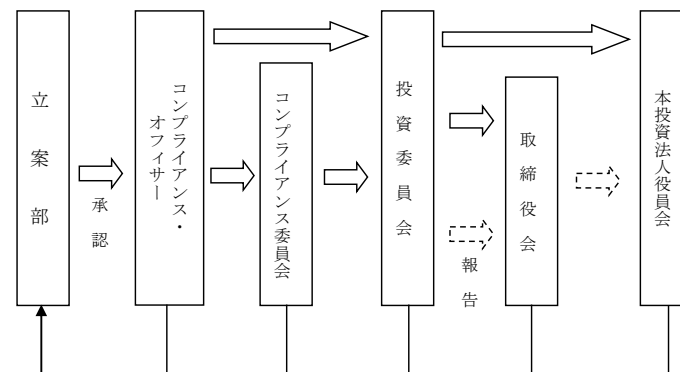 立案部
承認
コンプライアンス・
オフィサー
コンプライアンス委員会
投資委員会
報告
取締役会
本投資法人役員会